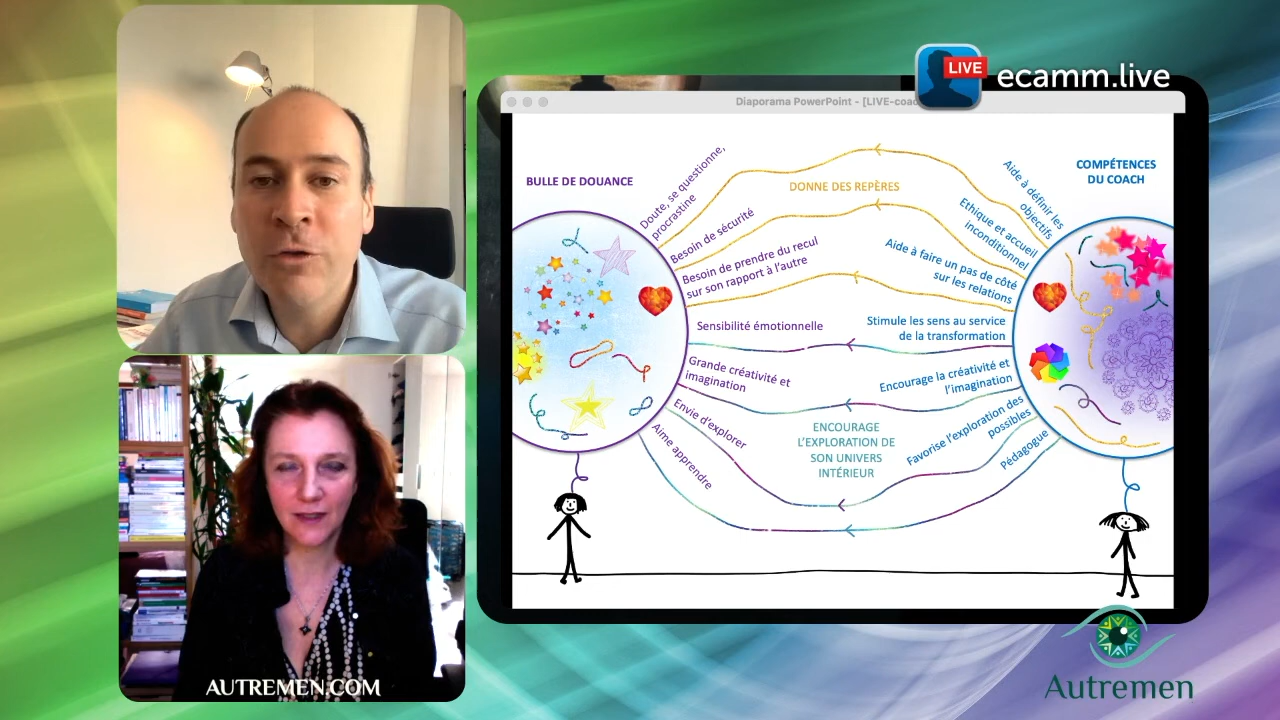 LIVE
ecamm.live
Diaporama PowerPoint - [LIVE-coac
BULLE DE DOUANCE
COMPÉTENCES
DU COACH
DONNE DES REPÈRES
Doute, se questionne,
procrastine
Aide à définir les
objectifs
Besoin de sécurité
Ethique et accueil
inconditionnel
Besoin de prendre du recul
sur son rapport à l'autre
Aide à faire un pas de côté
sur les relations
Sensibilité émotionnelle
Stimule les sens au service
de la transformation
Grande créativité et
imagination
Encourage la créativité et
l'imagination
Envie d'explorer
Favorise l'exploration des
possibles
Aime apprendre
Pédagogue
ENCOURAGE
L'EXPLORATION DE
SON UNIVERS
INTÉRIEUR
AUTREMEN.COM
Autremen